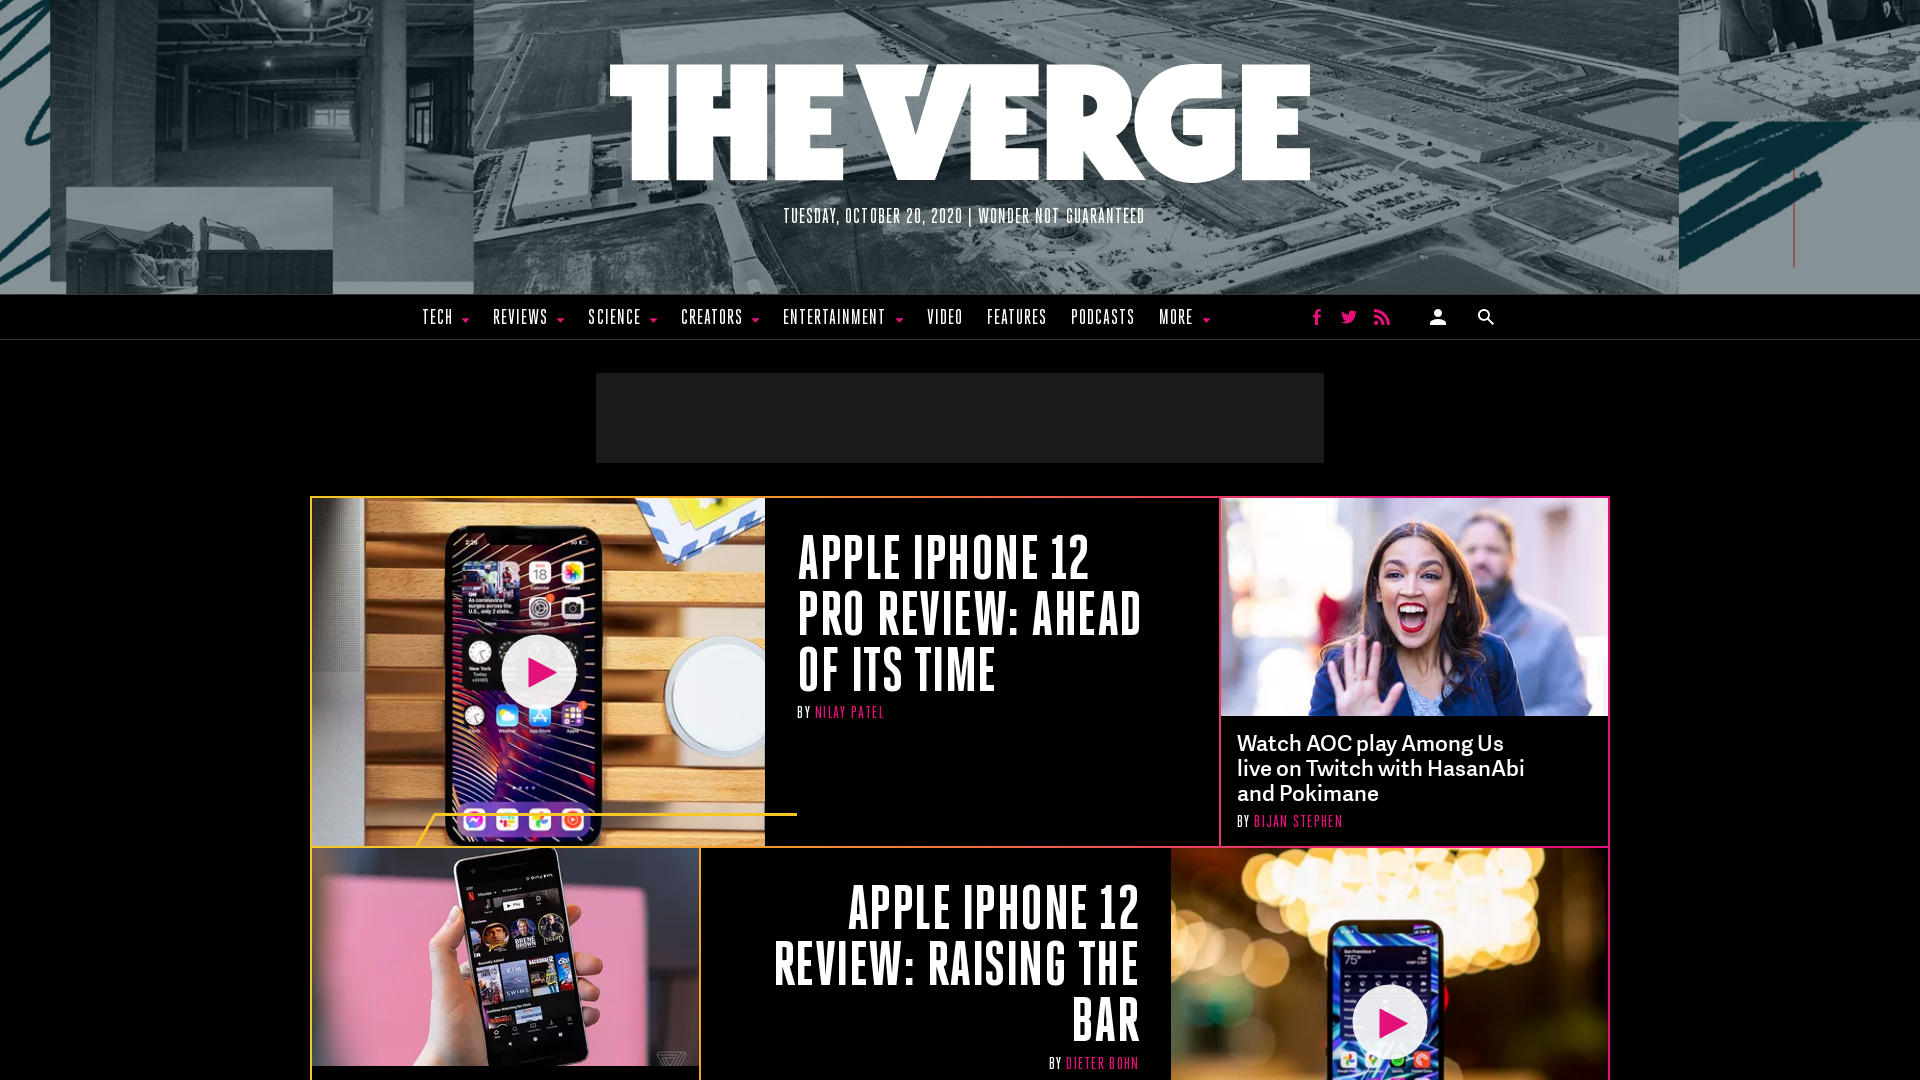 THE VERGE
TUESDAY, OCTOBER 20, 2020 | WONDER NOT GUARANTEED
TECH REVIEWS SCIENCE CREATORS ENTERTAINMENT VIDEO FEATURES PODCASTS MORE
APPLE IPHONE 12
PRO REVIEW: AHEAD
OF ITS TIME
BY NILAY PATEL
Watch AOC play Among Us
live on Twitch with HasanAbi
and Pokimane
BY BIJAN STEPHEN
APPLE IPHONE 12
REVIEW: RAISING THE
BAR
BY DIETER BOHN